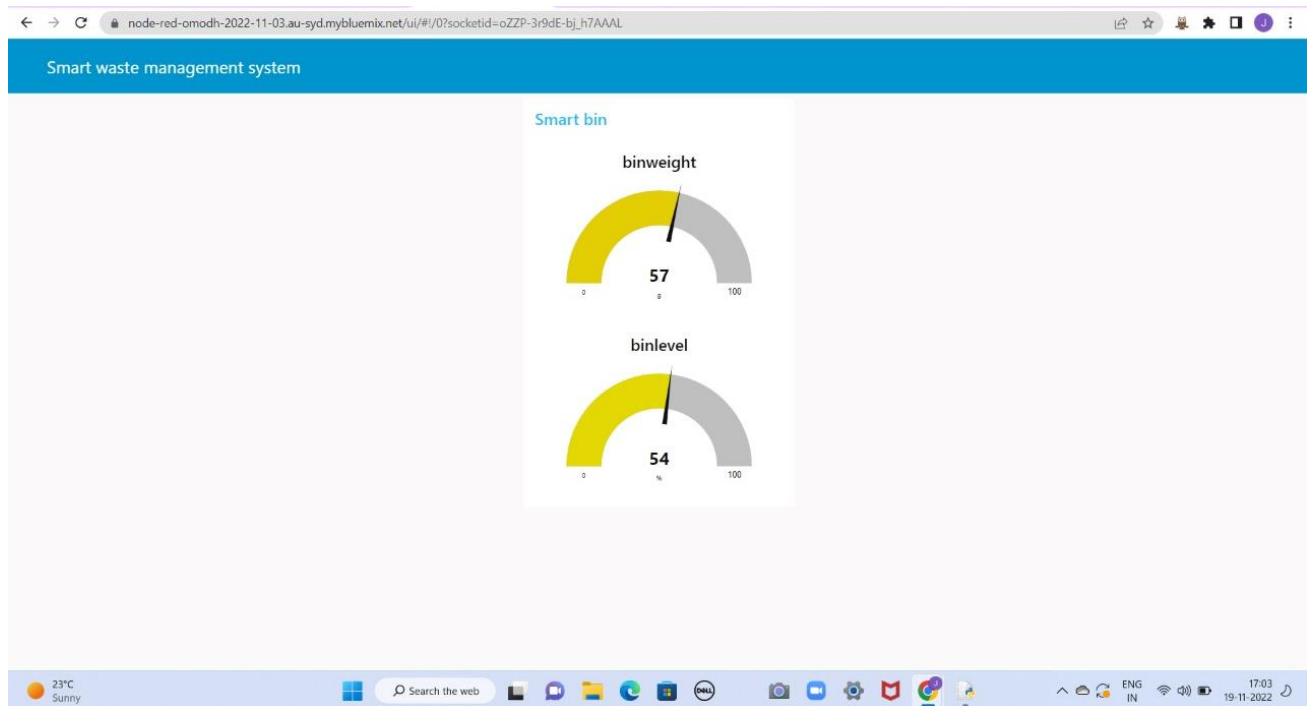 node-red-omodh-2022-11-03.au-syd.mybluemix.net/ui/#!/0?socketid=oZZP-3r9dE-bj_h7AAAL
J
Smart waste management system
Smart bin
binweight
57
0 g 100
binlevel
54
0 % 100
23°C
Sunny
Search the web
DELL
ENG
IN
17:03
19-11-2022